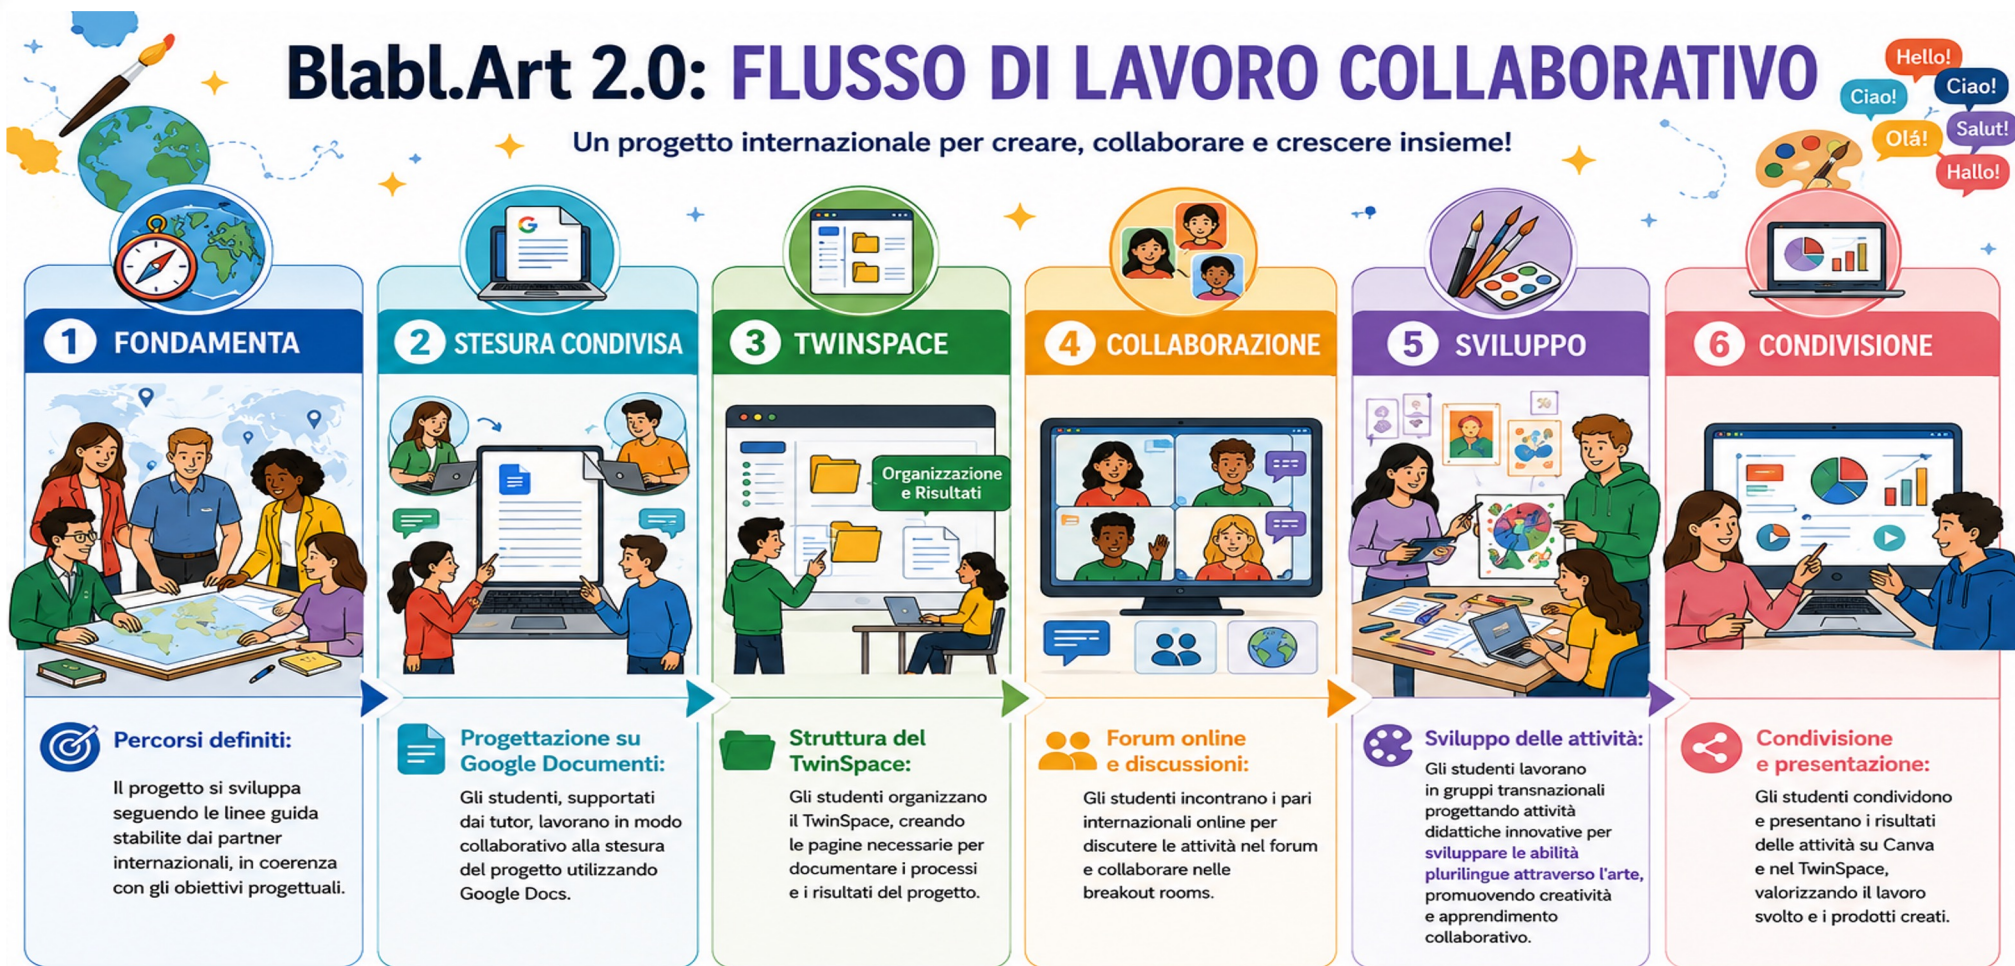 Blabl.Art 2.0: FLUSSO DI LAVORO COLLABORATIVO
Un progetto internazionale per creare, collaborare e crescere insieme!
Hello!
Ciao!
Ciao!
Olá!
Salut!
Hallo!
G
1 FONDAMENTA
Percorsi definiti:
Il progetto si sviluppa
seguendo le linee guida
stabilite dai partner
internazionali, in coerenza
con gli obiettivi progettuali.
2 STESURA CONDIVISA
Progettazione su
Google Documenti:
Gli studenti, supportati
dai tutor, lavorano in modo
collaborativo alla stesura
del progetto utilizzando
Google Docs.
3 TWINSPACE
Organizzazione
e Risultati
Struttura del
TwinSpace:
Gli studenti organizzano
il TwinSpace, creando
le pagine necessarie per
documentare i processi
e i risultati del progetto.
4 COLLABORAZIONE
Forum online
e discussioni:
Gli studenti incontrano i pari
internazionali online per
discutere le attività nel forum
e collaborare nelle
breakout rooms.
5 SVILUPPO
Sviluppo delle attività:
Gli studenti lavorano
in gruppi transnazionali
progettando attività
didattiche innovative per
sviluppare le abilità
plurilingue attraverso l'arte,
promuovendo creatività
e apprendimento
collaborativo.
6 CONDIVISIONE
Condivisione
e presentazione:
Gli studenti condividono
e presentano i risultati
delle attività su Canva
e nel TwinSpace,
valorizzando il lavoro
svolto e i prodotti creati.